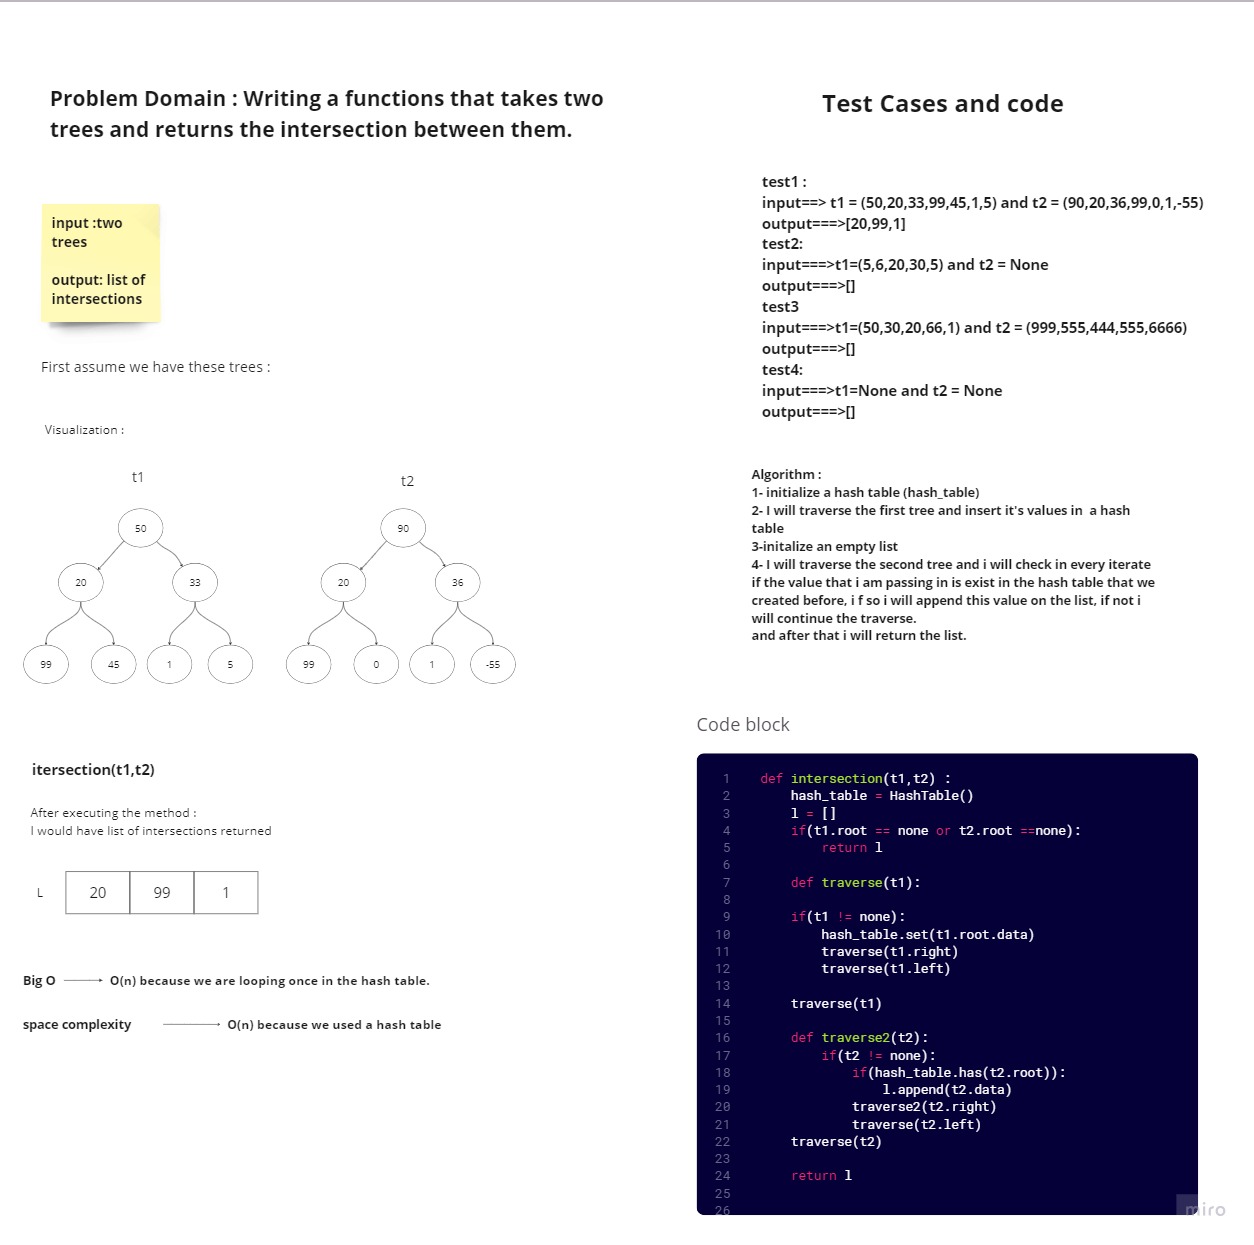 Problem Domain : Writing a functions that takes two
trees and returns the intersection between them.
input :two
trees
output: list of
intersections
First assume we have these trees :
Visualization :
t1
t2
50
90
20
33
20
36
99
45
1
5
99
0
1
-55
itersection(t1,t2)
After executing the method :
I would have list of intersections returned
L
20
99
1
Big O
O(n) because we are looping once in the hash table.
space complexity
O(n) because we used a hash table
Test Cases and code
test1 :
input==> t1 = (50,20,33,99,45,1,5) and t2 = (90,20,36,99,0,1,-55)
output===>[20,99,1]
test2:
input===>t1=(5,6,20,30,5) and t2 = None
output===>[]
test3
input===>t1=(50,30,20,66,1) and t2 = (999,555,444,555,6666)
output===>[]
test4:
input===>t1=None and t2 = None
output===>[]
Algorithm :
1- initialize a hash table (hash_table)
2- I will traverse the first tree and insert it's values in  a hash
table
3-initalize an empty list
4- I will traverse the second tree and i will check in every iterate
if the value that i am passing in is exist in the hash table that we
created before, i f so i will append this value on the list, if not i
will continue the traverse.
and after that i will return the list.
Code block
1 def intersection(t1,t2) :
2 hash_table = HashTable()
3 l = []
4 if(t1.root == none or t2.root ==none):
5 return l
6
7 def traverse(t1):
8
9 if(t1 != none):
10 hash_table.set(t1.root.data)
11 traverse(t1.right)
12 traverse(t1.left)
13
14 traverse(t1)
15
16 def traverse2(t2):
17 if(t2 != none):
18 if(hash_table.has(t2.root)):
19 l.append(t2.data)
20 traverse2(t2.right)
21 traverse(t2.left)
22 traverse(t2)
23
24 return l
25
26
miro